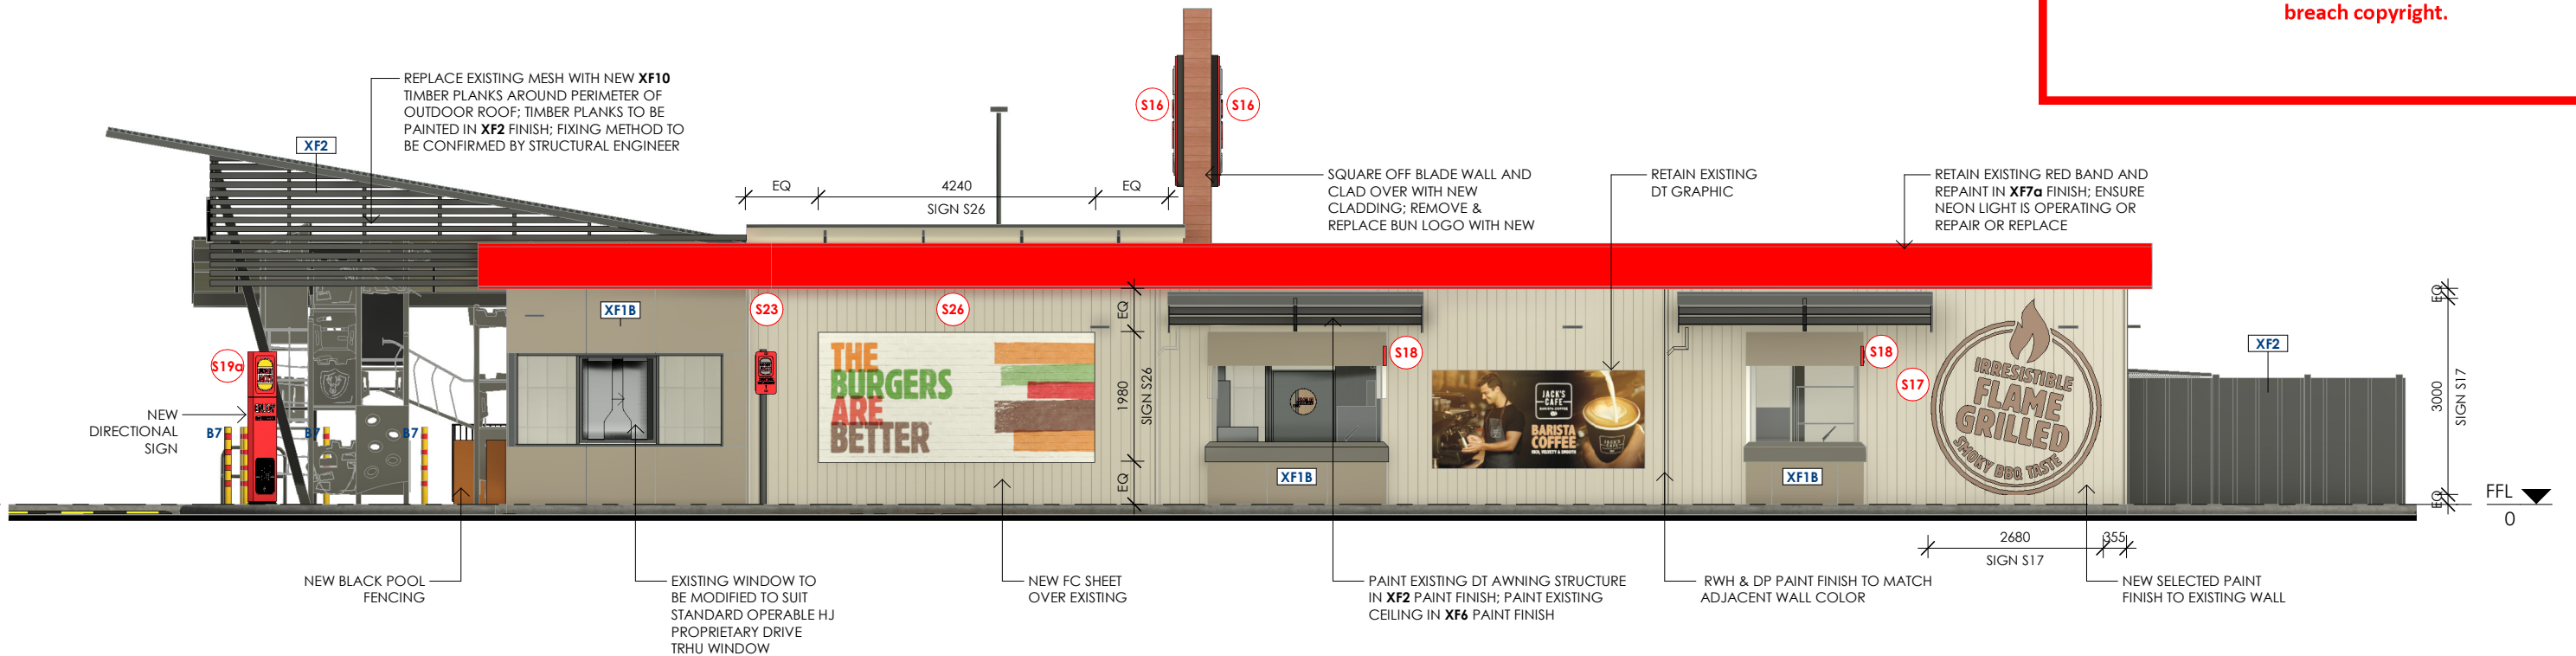 breach copyright.
REPLACE EXISTING MESH WITH NEW XF10
TIMBER PLANKS AROUND PERIMETER OF
OUTDOOR ROOF; TIMBER PLANKS TO BE
PAINTED IN XF2 FINISH; FIXING METHOD TO
BE CONFIRMED BY STRUCTURAL ENGINEER
XF2
S16
S16
EQ
4240
EQ
SIGN S26
SQUARE OFF BLADE WALL AND
CLAD OVER WITH NEW
CLADDING; REMOVE &
REPLACE BUN LOGO WITH NEW
RETAIN EXISTING
DT GRAPHIC
RETAIN EXISTING RED BAND AND
REPAINT IN XF7a FINISH; ENSURE
NEON LIGHT IS OPERATING OR
REPAIR OR REPLACE
XF1B
S23
S26
EQ
1980
SIGN S26
EQ
THE
BURGERS
ARE
BETTER
S18
JACK'S
CAFE
BARISTA COFFEE
BARISTA
COFFEE
RICH, VELVETY & SMOOTH
S18
S17
IRRESISTIBLE
FLAME
GRILLED
SMOKY BBQ TASTE
XF2
EQ
3000
SIGN S17
EQ
S19a
NEW
DIRECTIONAL
SIGN
B7
B7
B7
XF1B
XF1B
FFL
0
2680
355
SIGN S17
NEW BLACK POOL
FENCING
EXISTING WINDOW TO
BE MODIFIED TO SUIT
STANDARD OPERABLE HJ
PROPRIETARY DRIVE
TRHU WINDOW
NEW FC SHEET
OVER EXISTING
PAINT EXISTING DT AWNING STRUCTURE
IN XF2 PAINT FINISH; PAINT EXISTING
CEILING IN XF6 PAINT FINISH
RWH & DP PAINT FINISH TO MATCH
ADJACENT WALL COLOR
NEW SELECTED PAINT
FINISH TO EXISTING WALL